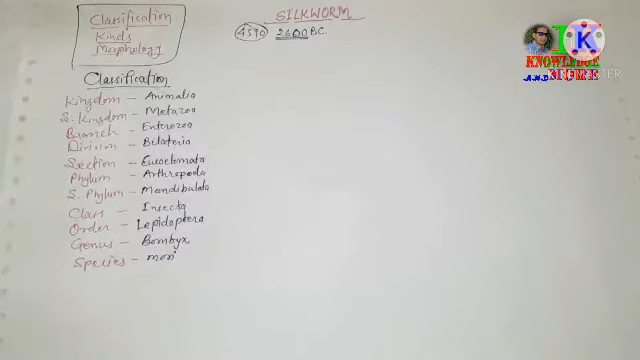 Classification
Kinds
Morphology
SILKWORM
4570 2600 B.C.
Classification
Kingdom — Animalia
S. Kingdom — Metazoa
Branch — Enterozoa
Division — Bilateria
Section — Eucoelomata
Phylum — Arthropoda
S. Phylum — Mandibulata
Class — Insecta
Order — Lepidoptera
Genus — Bombyx
Species — mori
K
KNOWLEDGE
AND